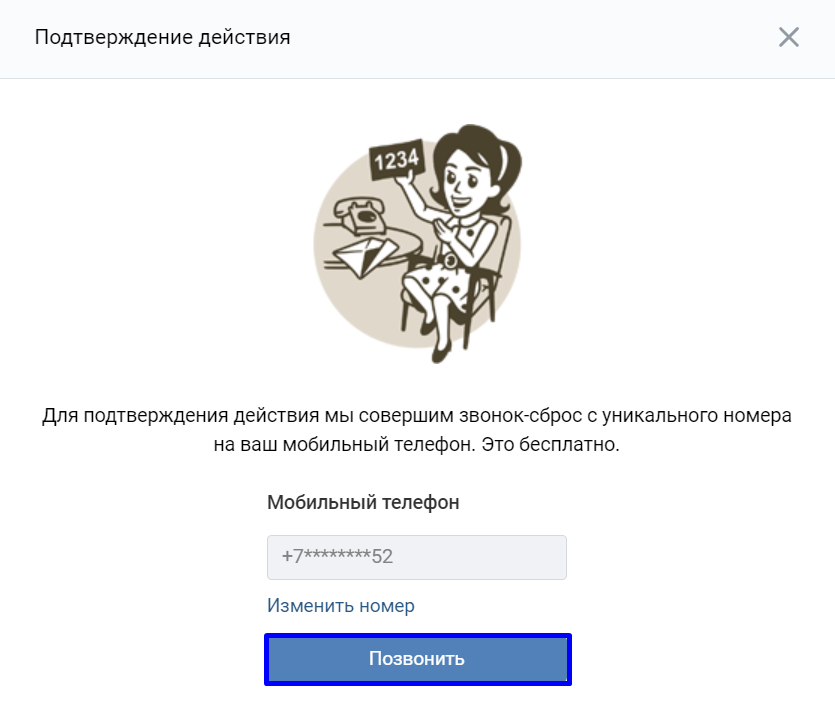 Подтверждение действия
1234
Для подтверждения действия мы совершим звонок-сброс с уникального номера
на ваш мобильный телефон. Это бесплатно.
Мобильный телефон
+7********52
Изменить номер
Позвонить